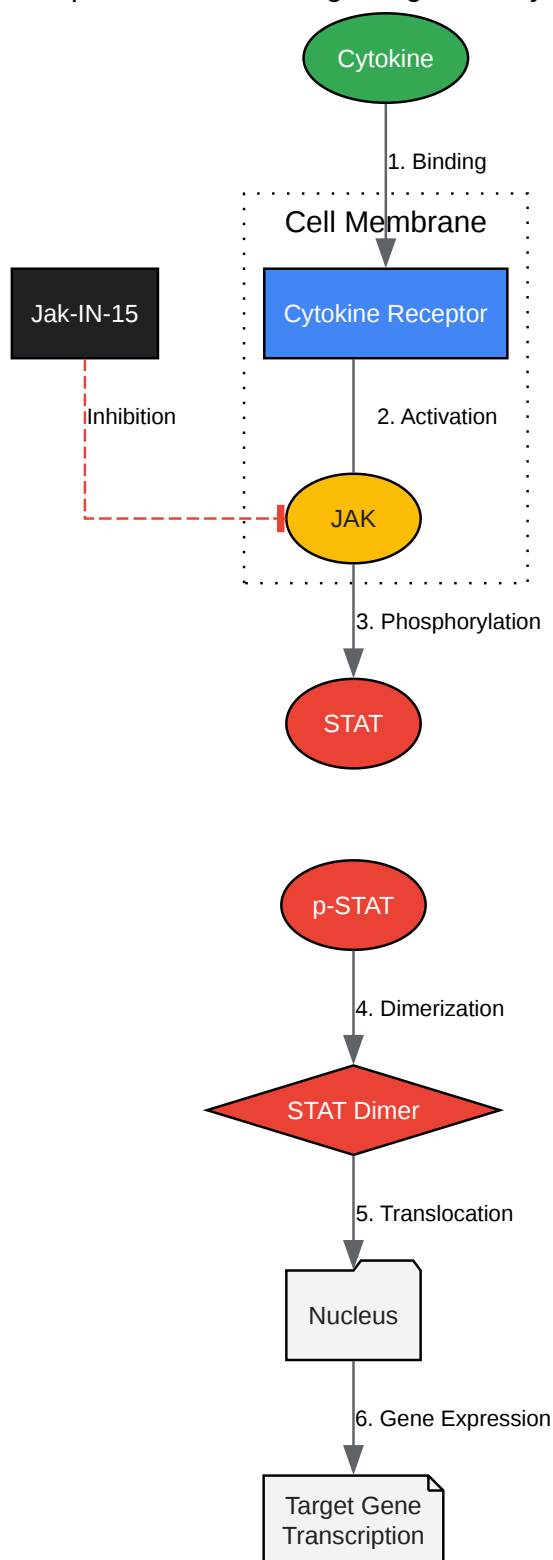 Cytokine
1. Binding
Cell Membrane
Jak-IN-15
Cytokine Receptor
Inhibition
2. Activation
JAK
3. Phosphorylation
STAT
p-STAT
4. Dimerization
STAT Dimer
5. Translocation
Nucleus
6. Gene Expression
Target Gene
Transcription